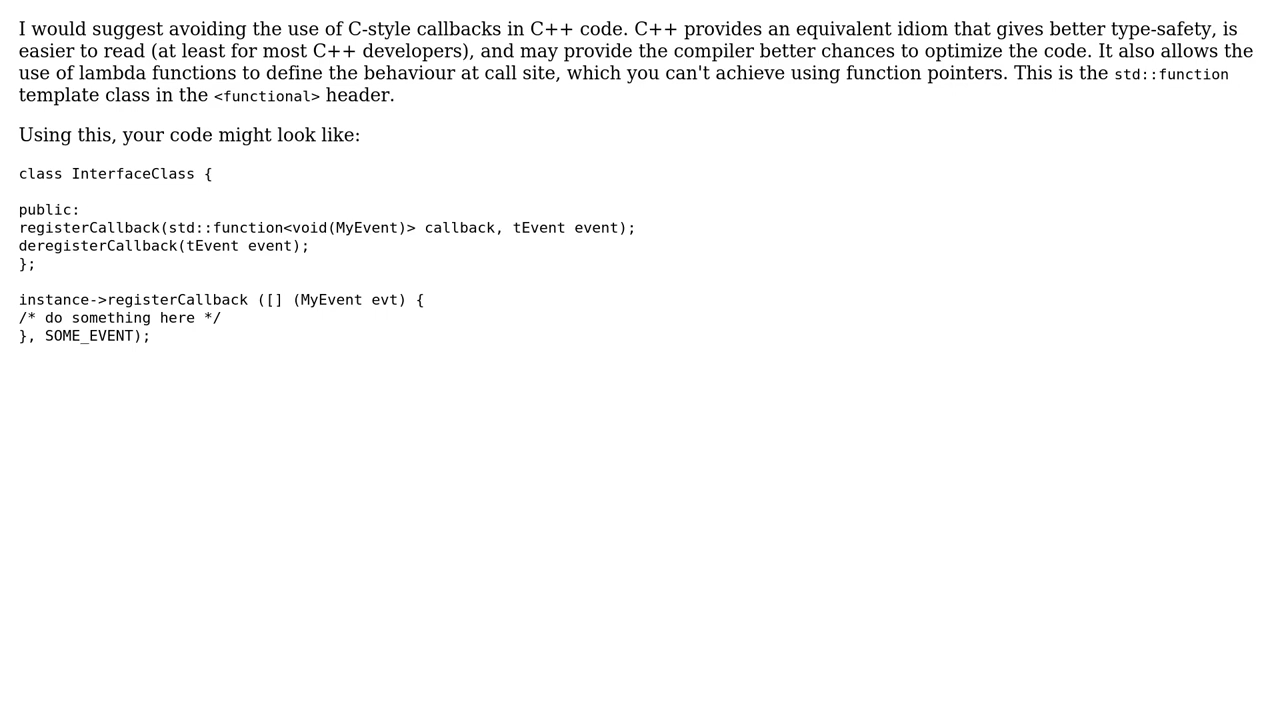 I would suggest avoiding the use of C-style callbacks in C++ code. C++ provides an equivalent idiom that gives better type-safety, is
easier to read (at least for most C++ developers), and may provide the compiler better chances to optimize the code. It also allows the
use of lambda functions to define the behaviour at call site, which you can't achieve using function pointers. This is the std::function
template class in the <functional> header.
Using this, your code might look like:
class InterfaceClass {
public:
registerCallback(std::function<void(MyEvent)> callback, tEvent event);
deregisterCallback(tEvent event);
};
instance->registerCallback ([] (MyEvent evt) {
/* do something here */
}, SOME_EVENT);